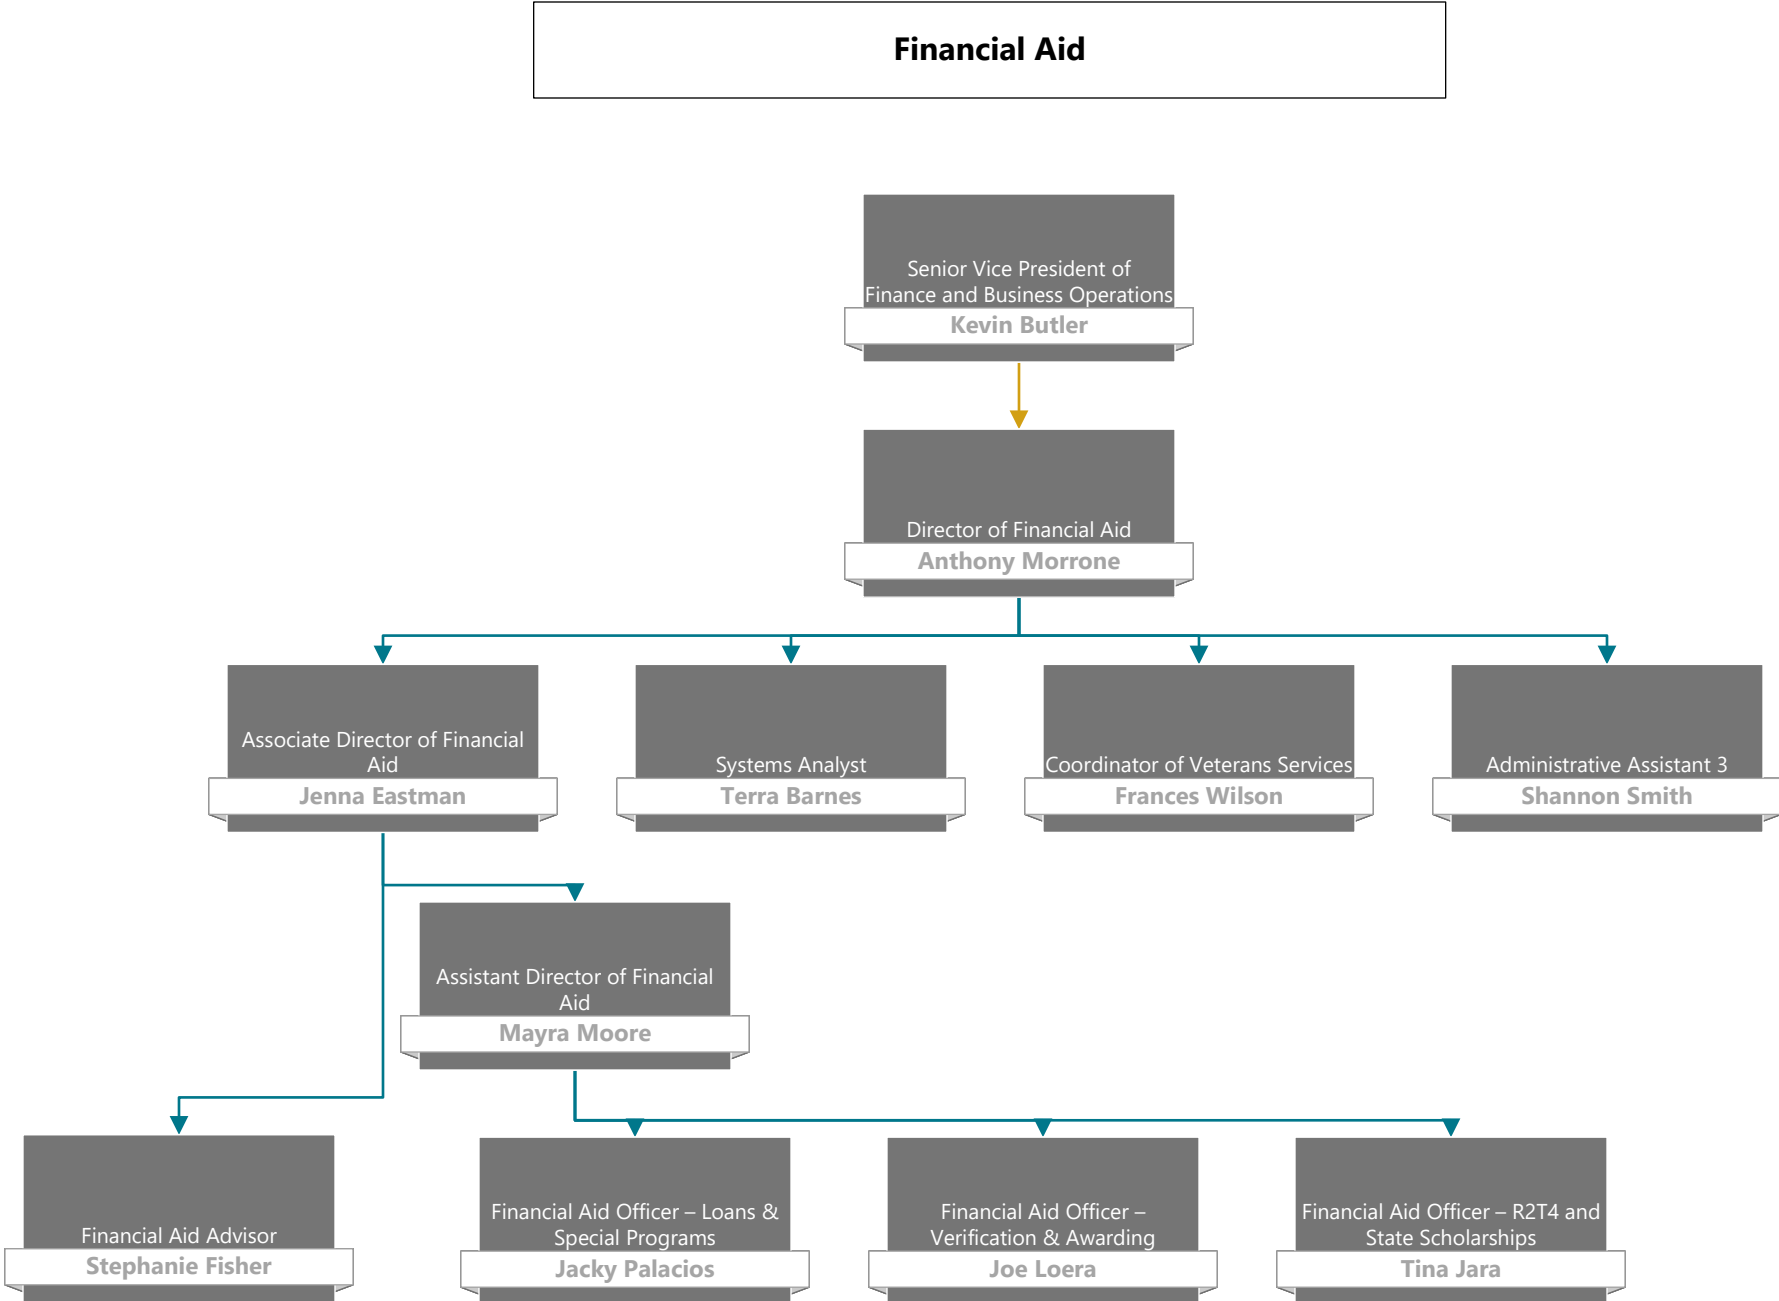 Financial Aid
Senior Vice President of
Finance and Business Operations
Kevin Butler
Director of Financial Aid
Anthony Morrone
Associate Director of Financial
Aid
Jenna Eastman
Systems Analyst
Terra Barnes
Coordinator of Veterans Services
Frances Wilson
Administrative Assistant 3
Shannon Smith
Assistant Director of Financial
Aid
Mayra Moore
Financial Aid Advisor
Stephanie Fisher
Financial Aid Officer – Loans &
Special Programs
Jacky Palacios
Financial Aid Officer –
Verification & Awarding
Joe Loera
Financial Aid Officer – R2T4 and
State Scholarships
Tina Jara